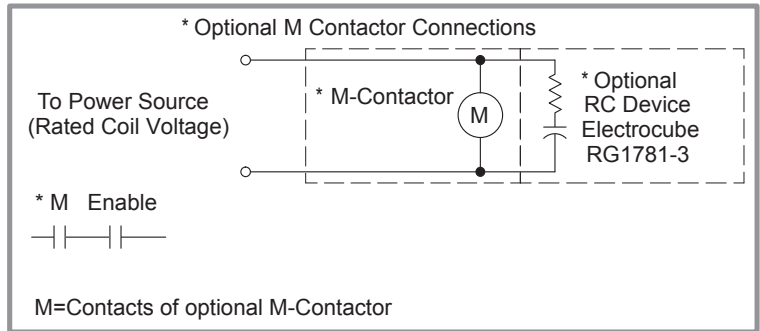 * Optional M Contactor Connections
To Power Source
(Rated Coil Voltage)
* M-Contactor
M
* Optional
RC Device
Electrocube
RG1781-3
* M Enable
M=Contacts of optional M-Contactor